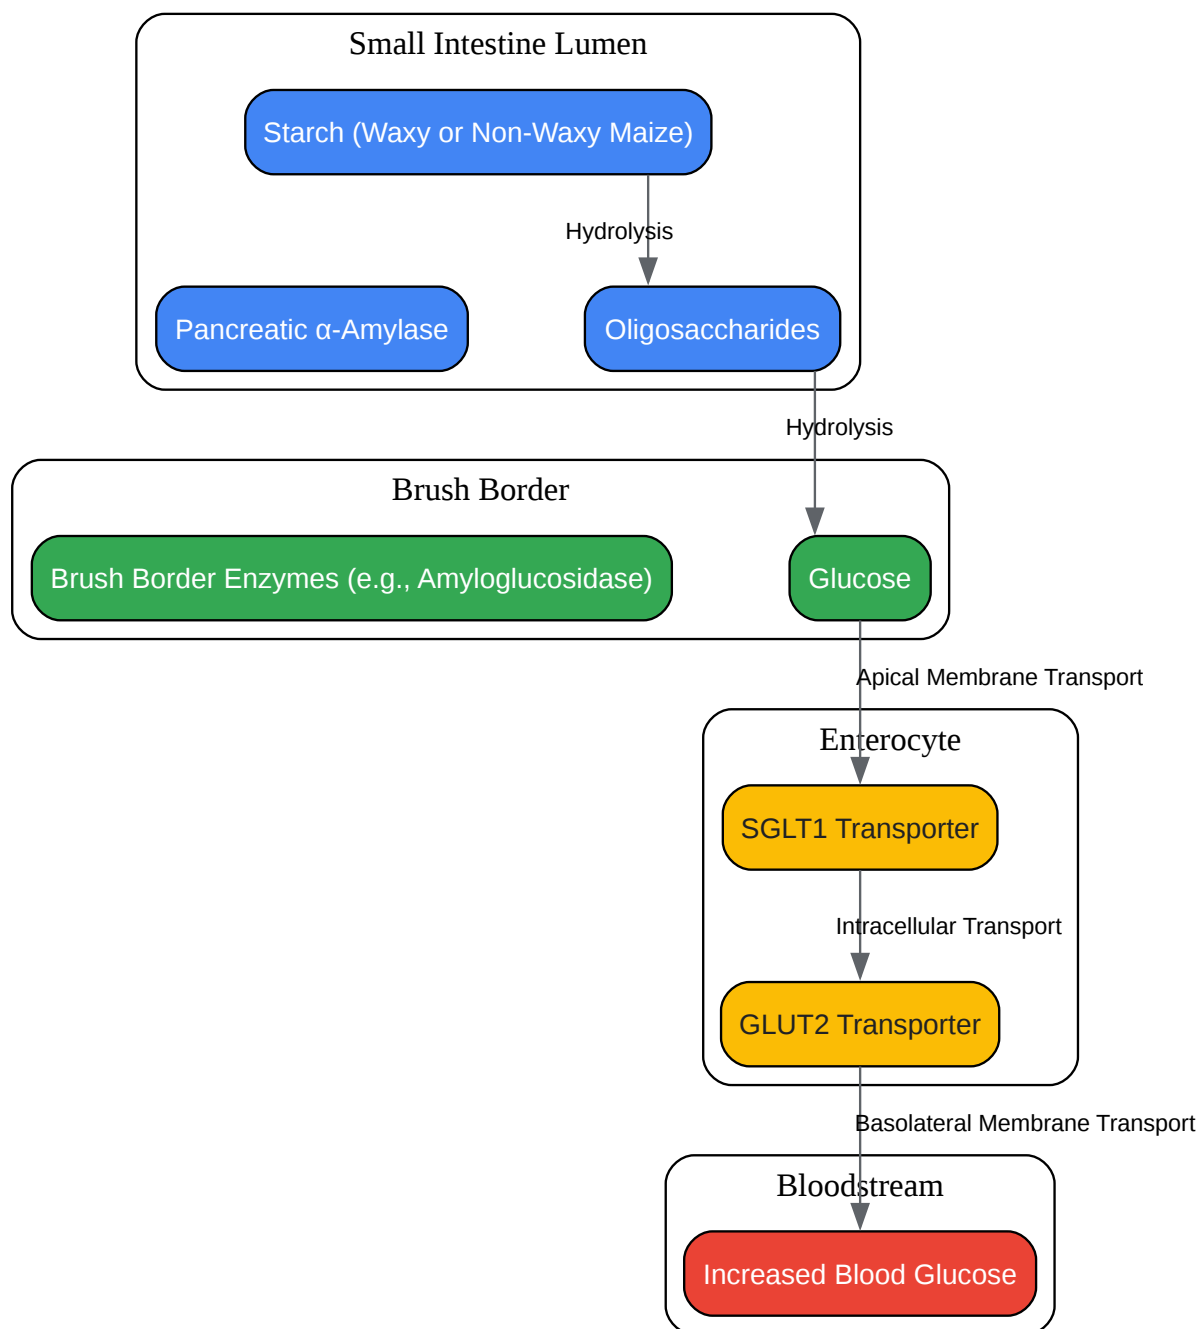 Small Intestine Lumen
Starch (Waxy or Non-Waxy Maize)
Hydrolysis
Pancreatic α-Amylase
Oligosaccharides
Hydrolysis
Brush Border
Brush Border Enzymes (e.g., Amyloglucosidase)
Glucose
Apical Membrane Transport
Enterocyte
SGLT1 Transporter
Intracellular Transport
GLUT2 Transporter
Basolateral Membrane Transport
Bloodstream
Increased Blood Glucose